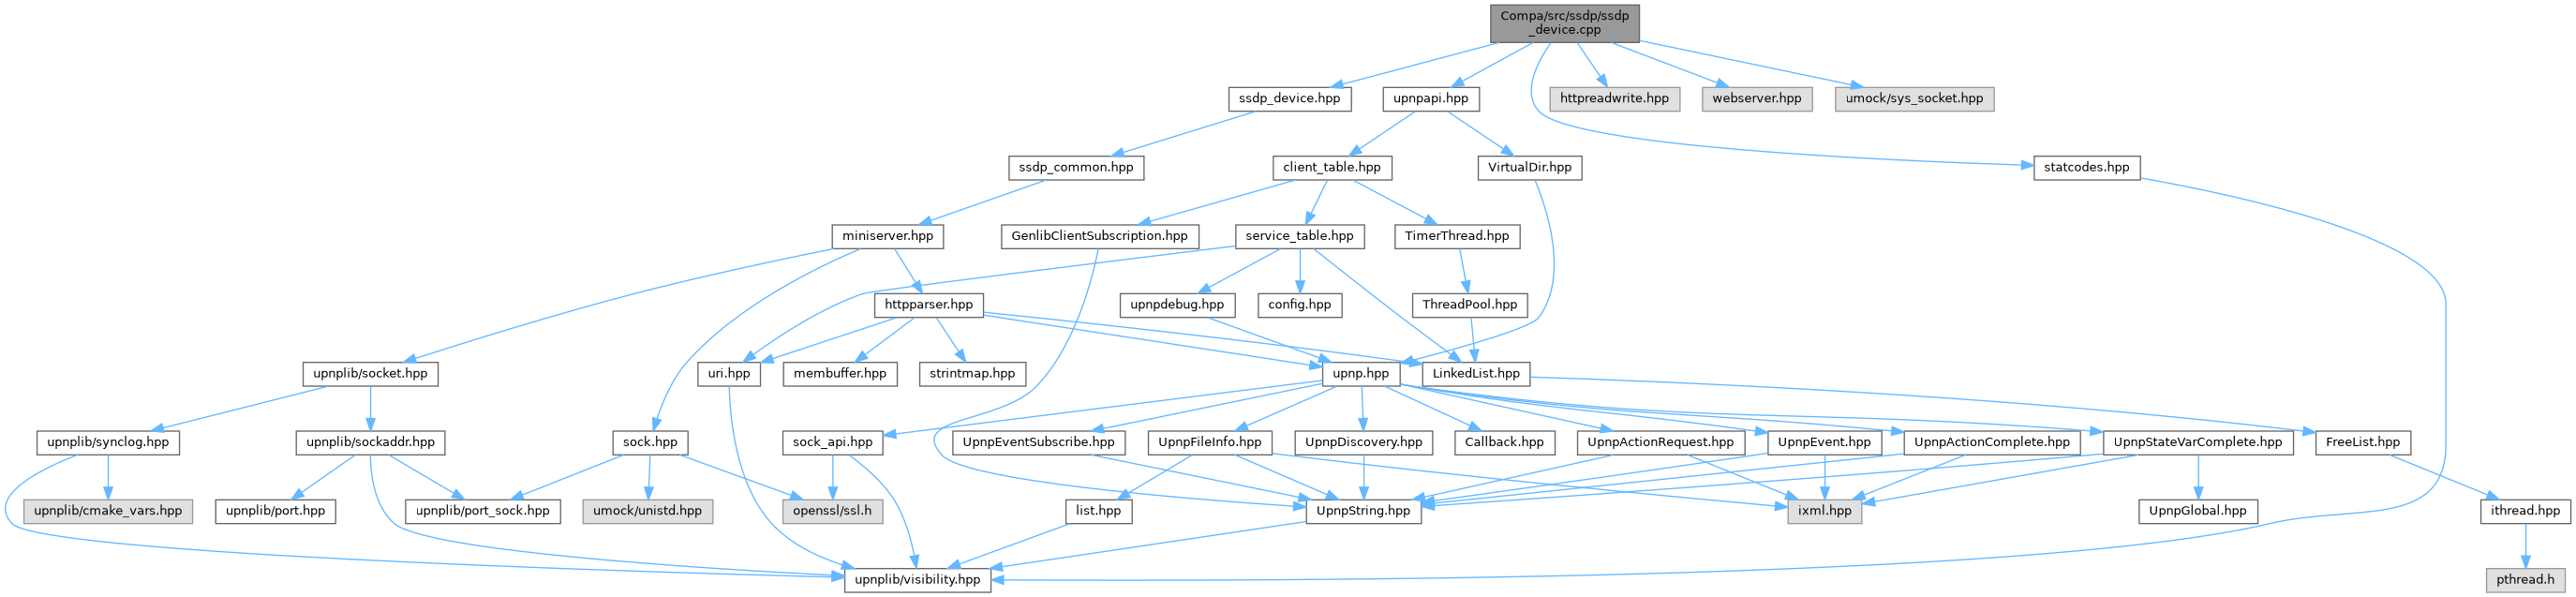 Compa/src/ssdp/ssdp
_device.cpp
ssdp_device.hpp
upnpapi.hpp
httpreadwrite.hpp
webserver.hpp
umock/sys_socket.hpp
ssdp_common.hpp
client_table.hpp
VirtualDir.hpp
statcodes.hpp
miniserver.hpp
GenlibClientSubscription.hpp
service_table.hpp
TimerThread.hpp
httpparser.hpp
upnpdebug.hpp
config.hpp
ThreadPool.hpp
upnplib/socket.hpp
uri.hpp
membuffer.hpp
strintmap.hpp
upnp.hpp
LinkedList.hpp
upnplib/synclog.hpp
upnplib/sockaddr.hpp
sock.hpp
sock_api.hpp
UpnpEventSubscribe.hpp
UpnpFileInfo.hpp
UpnpDiscovery.hpp
Callback.hpp
UpnpActionRequest.hpp
UpnpEvent.hpp
UpnpActionComplete.hpp
UpnpStateVarComplete.hpp
FreeList.hpp
upnplib/cmake_vars.hpp
upnplib/port.hpp
upnplib/port_sock.hpp
umock/unistd.hpp
openssl/ssl.h
list.hpp
UpnpString.hpp
ixml.hpp
UpnpGlobal.hpp
ithread.hpp
upnplib/visibility.hpp
pthread.h